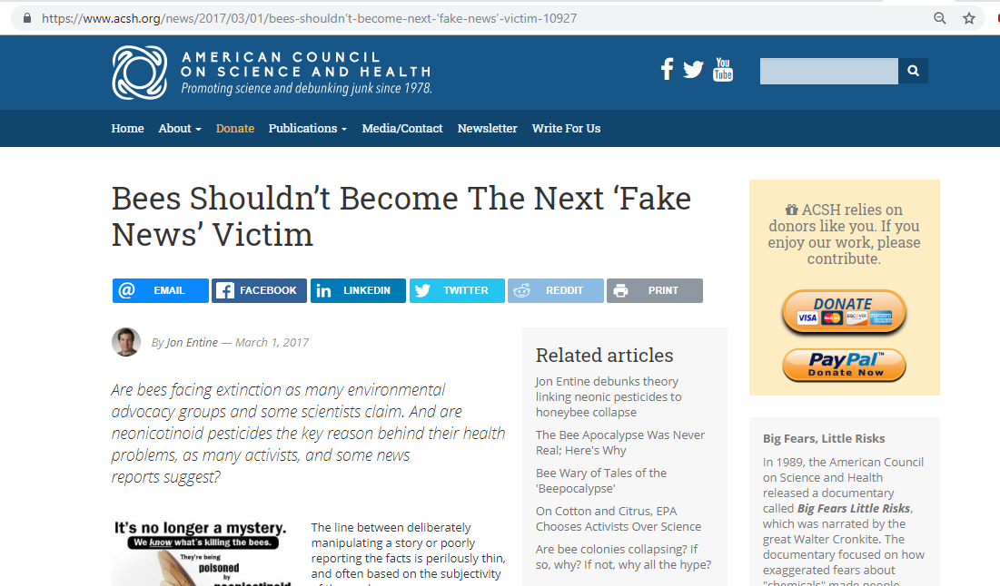 https://www.acsh.org/news/2017/03/01/bees-shouldn't-become-next-'fake-news'-victim-10927
AMERICAN COUNCIL
ON SCIENCE AND HEALTH
Promoting science and debunking junk since 1978.
You
Tube
Home About Donate Publications Media/Contact Newsletter Write For Us
Bees Shouldn't Become The Next 'Fake
News' Victim
EMAIL FACEBOOK LINKEDIN TWITTER REDDIT PRINT
By Jon Entine — March 1, 2017
Are bees facing extinction as many environmental
advocacy groups and some scientists claim. And are
neonicotinoid pesticides the key reason behind their health
problems, as many activists, and some news
reports suggest?
It's no longer a mystery.
We know what's killing the bees.
They're being
poisoned
by
The line between deliberately
manipulating a story or poorly
reporting the facts is perilously thin,
and often based on the subjectivity
Related articles
Jon Entine debunks theory
linking neonic pesticides to
honeybee collapse
The Bee Apocalypse Was Never
Real; Here's Why
Bee Wary of Tales of the
'Beepocalypse'
On Cotton and Citrus, EPA
Chooses Activists Over Science
Are bee colonies collapsing? If
so, why? If not, why all the hype?
ACSH relies on
donors like you. If you
enjoy our work, please
contribute.
DONATE
VISA MasterCard DISCOVER
PayPal™
Donate Now
Big Fears, Little Risks
In 1989, the American Council
on Science and Health
released a documentary
called Big Fears Little Risks,
which was narrated by the
great Walter Cronkite. The
documentary focused on how
exaggerated fears about
"chemicals" made people